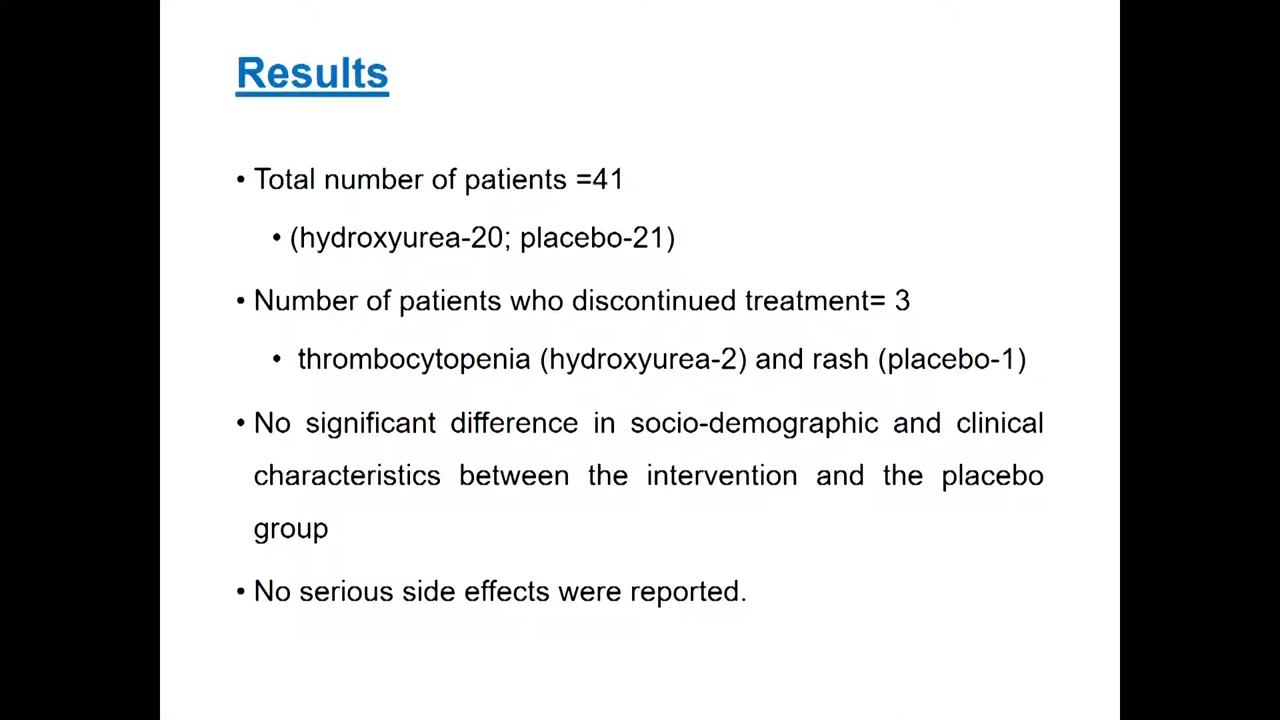 Results
• Total number of patients =41
• (hydroxyurea-20; placebo-21)
• Number of patients who discontinued treatment= 3
• thrombocytopenia (hydroxyurea-2) and rash (placebo-1)
• No significant difference in socio-demographic and clinical
characteristics between the intervention and the placebo
group
• No serious side effects were reported.